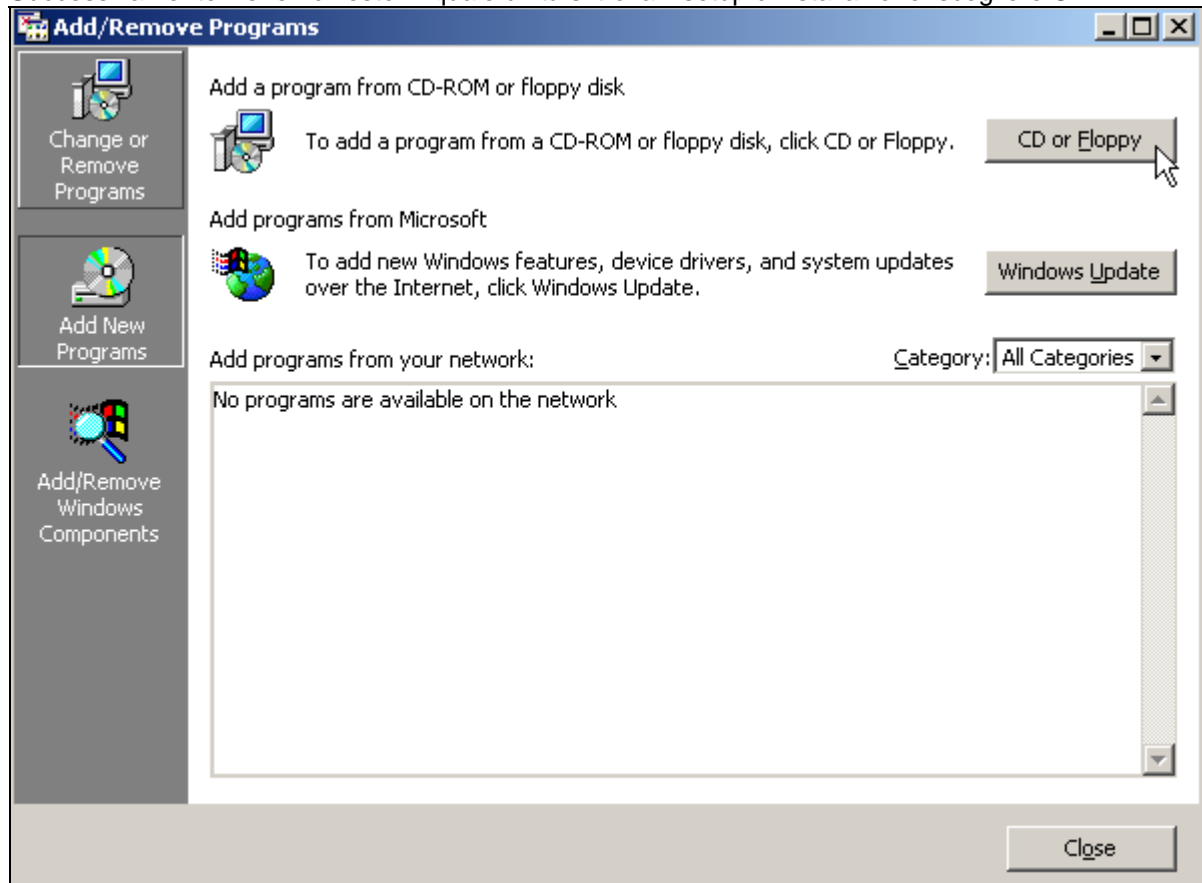 Add/Remove Programs
Change or
Remove
Programs
Add New
Programs
Add/Remove
Windows
Components
Add a program from CD-ROM or floppy disk
To add a program from a CD-ROM or floppy disk, click CD or Floppy.
CD or Floppy
Add programs from Microsoft
To add new Windows features, device drivers, and system updates
over the Internet, click Windows Update.
Windows Update
Add programs from your network:
Category: All Categories
No programs are available on the network
Close